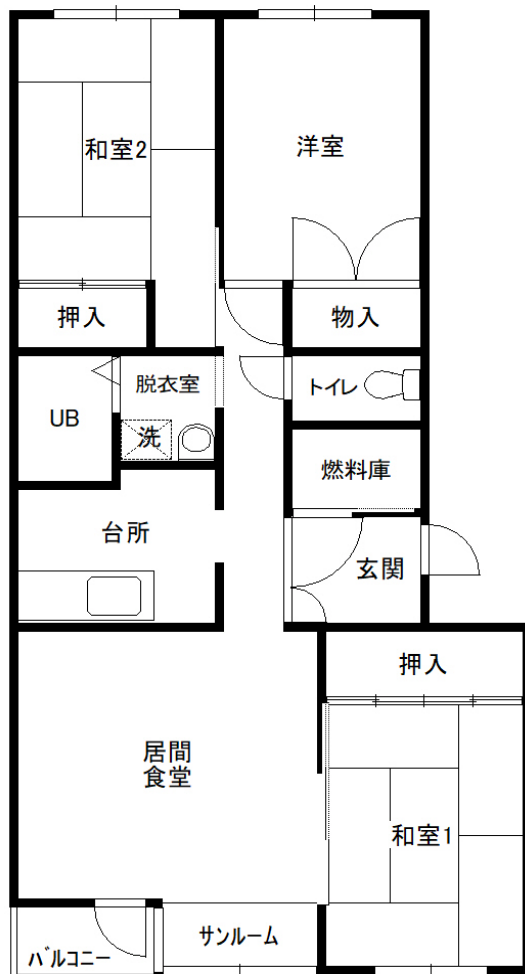 和室2
洋室
押入
物入
脱衣室
トイレ
UB
洗
燃料庫
台所
玄関
押入
居間
食堂
和室1
サンルーム
バルコニー